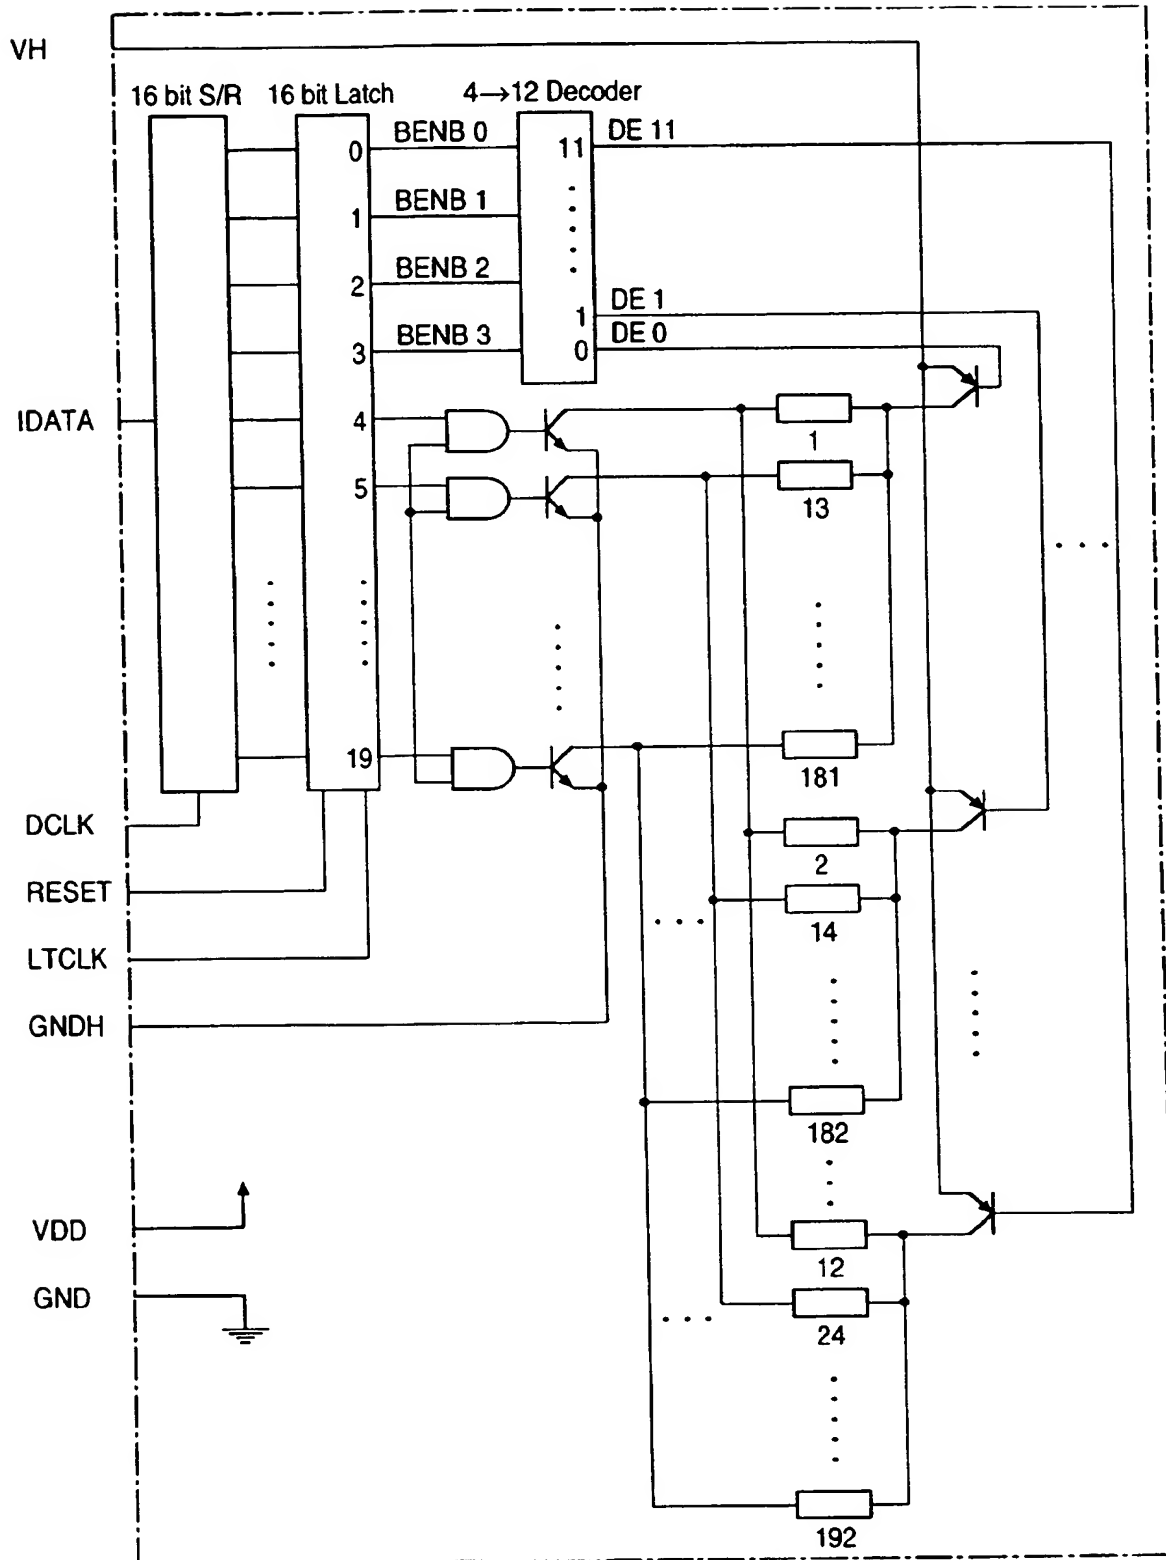 VH
16 bit S/R
16 bit Latch
4→12 Decoder
0
BENB 0
11
DE 11
1
BENB 1
2
BENB 2
1
DE 1
3
BENB 3
0
DE 0
IDATA
4
1
5
13
19
181
DCLK
2
RESET
14
LTCLK
GNDH
182
VDD
12
GND
24
192